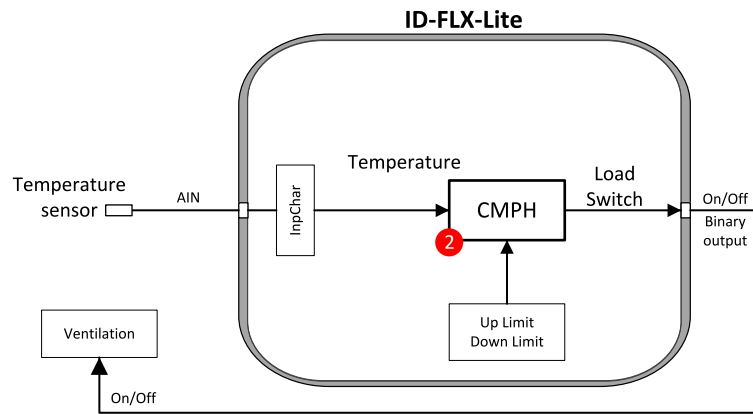 ID-FLX-Lite
Temperature
sensor
AIN
InpChar
Temperature
CMPH
2
Load
Switch
On/Off
Binary
output
Up Limit
Down Limit
Ventilation
On/Off